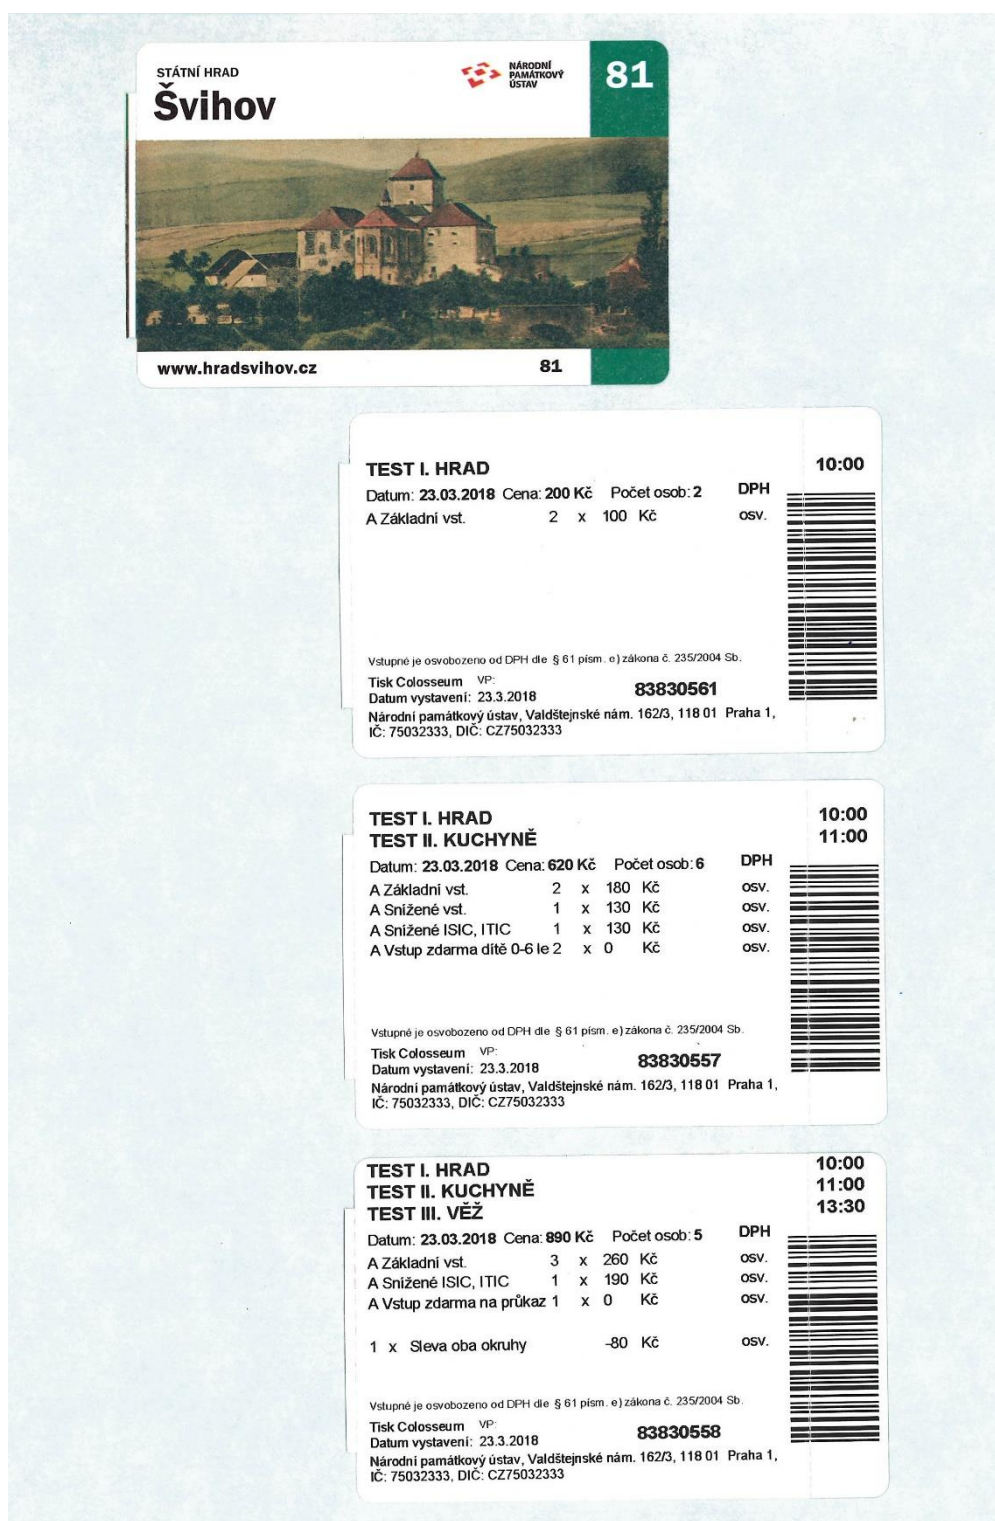 STÁTNÍ HRAD
Švihov
NÁRODNÍ
PAMÁTKOVÝ
ÚSTAV
81
www.hradsvihov.cz 81
TEST I. HRAD 10:00
Datum: 23.03.2018 Cena: 200 Kč Počet osob: 2 DPH
A Základní vst. 2 x 100 Kč osv.
Vstupné je osvobozeno od DPH dle § 61 písm. e) zákona č. 235/2004 Sb.
Tisk Colosseum VP:
Datum vystavení: 23.3.2018 83830561
Národní památkový ústav, Valdštejnské nám. 162/3, 118 01 Praha 1,
IČ: 75032333, DIČ: CZ75032333
TEST I. HRAD 10:00
TEST II. KUCHYNĚ 11:00
Datum: 23.03.2018 Cena: 620 Kč Počet osob: 6 DPH
A Základní vst. 2 x 180 Kč osv.
A Snížené vst. 1 x 130 Kč osv.
A Snížené ISIC, ITIC 1 x 130 Kč osv.
A Vstup zdarma dítě 0-6 le 2 x 0 Kč osv.
Vstupné je osvobozeno od DPH dle § 61 písm. e) zákona č. 235/2004 Sb.
Tisk Colosseum VP:
Datum vystavení: 23.3.2018 83830557
Národní památkový ústav, Valdštejnské nám. 162/3, 118 01 Praha 1,
IČ: 75032333, DIČ: CZ75032333
TEST I. HRAD 10:00
TEST II. KUCHYNĚ 11:00
TEST III. VĚŽ 13:30
Datum: 23.03.2018 Cena: 890 Kč Počet osob: 5 DPH
A Základní vst. 3 x 260 Kč osv.
A Snížené ISIC, ITIC 1 x 190 Kč osv.
A Vstup zdarma na průkaz 1 x 0 Kč osv.
1 x Sleva oba okruhy -80 Kč osv.
Vstupné je osvobozeno od DPH dle § 61 písm. e) zákona č. 235/2004 Sb.
Tisk Colosseum VP:
Datum vystavení: 23.3.2018 83830558
Národní památkový ústav, Valdštejnské nám. 162/3, 118 01 Praha 1,
IČ: 75032333, DIČ: CZ75032333